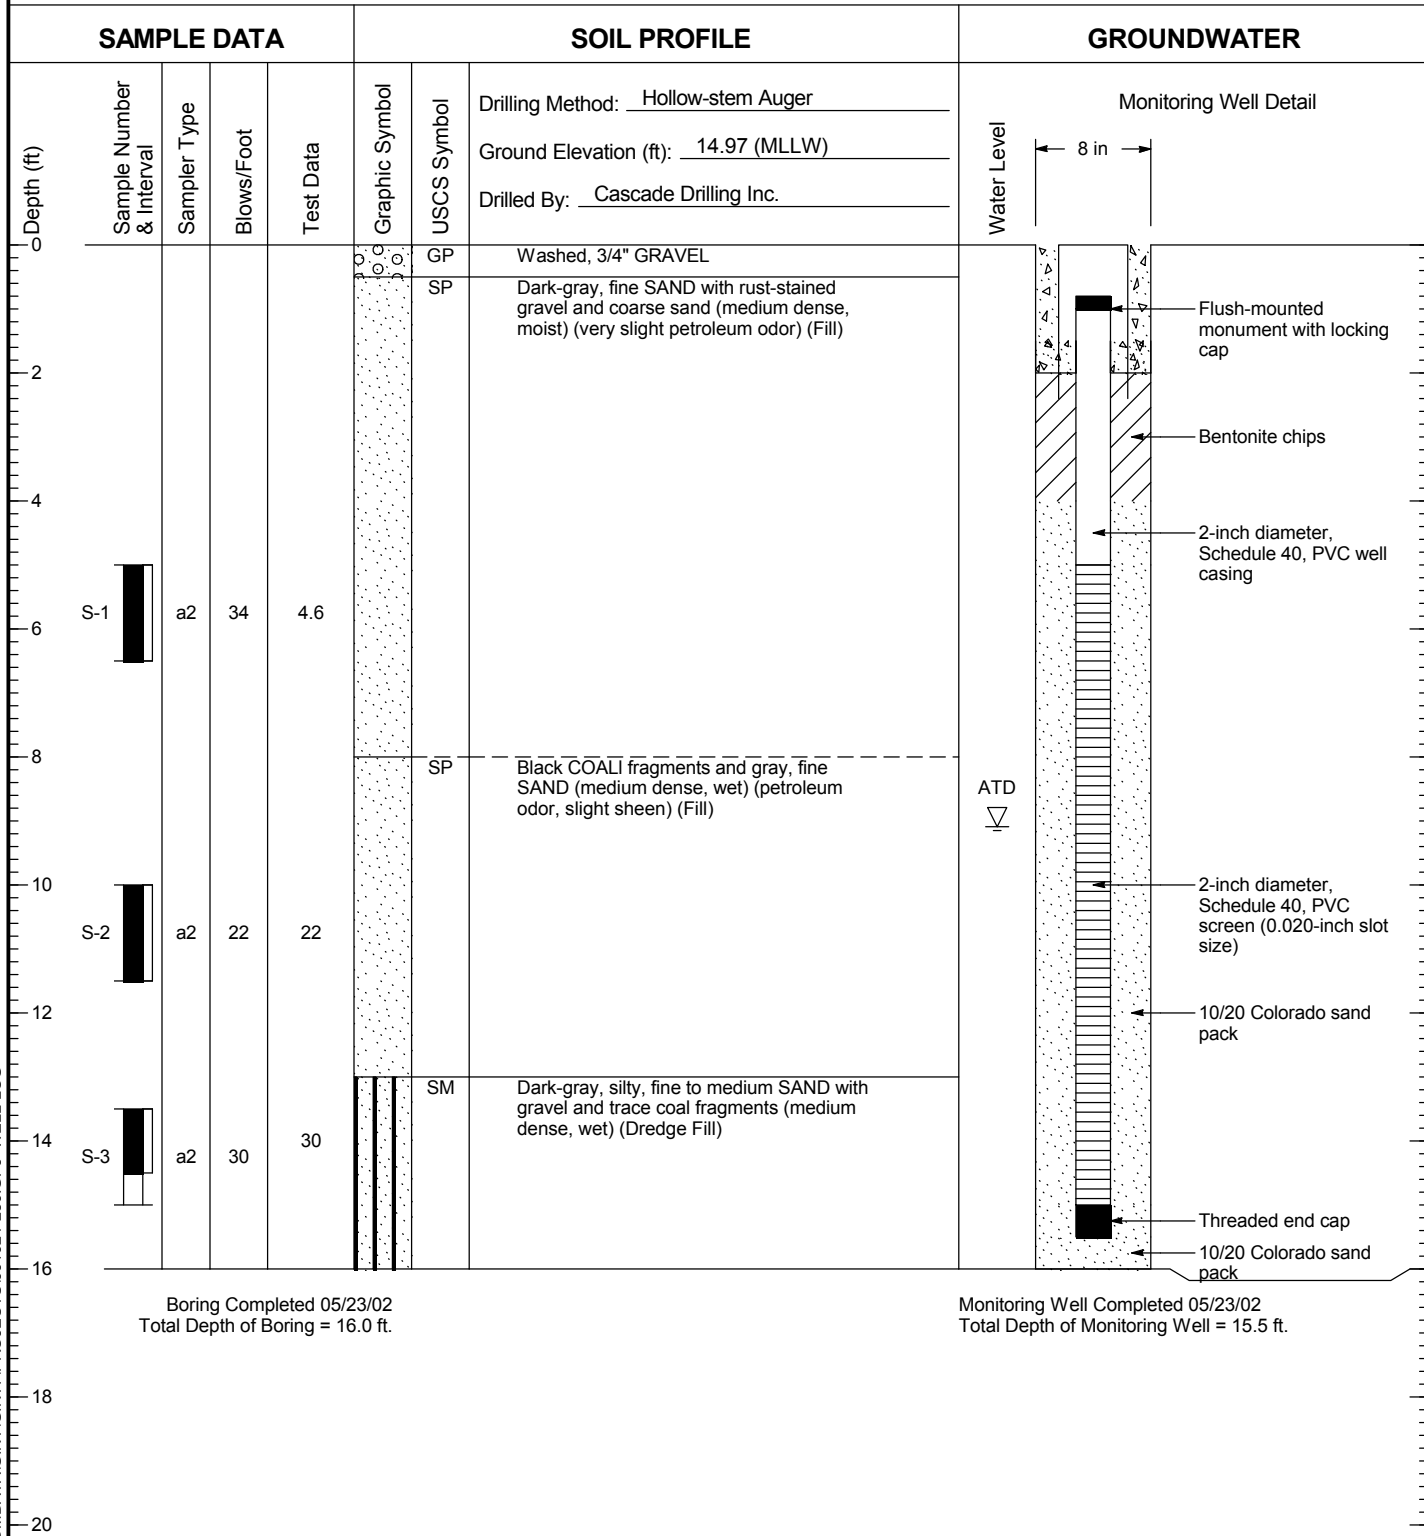 SAMPLE DATA
SOIL PROFILE
GROUNDWATER
Depth (ft)
Sample Number
& Interval
Sampler Type
Blows/Foot
Test Data
Graphic Symbol
USCS Symbol
Drilling Method: Hollow-stem Auger
Ground Elevation (ft): 14.97 (MLLW)
Drilled By: Cascade Drilling Inc.
Water Level
Monitoring Well Detail
8 in
0
GP
Washed, 3/4" GRAVEL
SP
Dark-gray, fine SAND with rust-stained
gravel and coarse sand (medium dense,
moist) (very slight petroleum odor) (Fill)
Flush-mounted
monument with locking
cap
2
Bentonite chips
4
2-inch diameter,
Schedule 40, PVC well
casing
S-1
a2
34
4.6
6
8
SP
Black COALI fragments and gray, fine
SAND (medium dense, wet) (petroleum
odor, slight sheen) (Fill)
ATD
10
2-inch diameter,
Schedule 40, PVC
screen (0.020-inch slot
size)
S-2
a2
22
22
12
10/20 Colorado sand
pack
SM
Dark-gray, silty, fine to medium SAND with
gravel and trace coal fragments (medium
dense, wet) (Dredge Fill)
14
S-3
a2
30
30
Threaded end cap
10/20 Colorado sand
pack
16
Boring Completed 05/23/02
Total Depth of Boring = 16.0 ft.
Monitoring Well Completed 05/23/02
Total Depth of Monitoring Well = 15.5 ft.
18
20